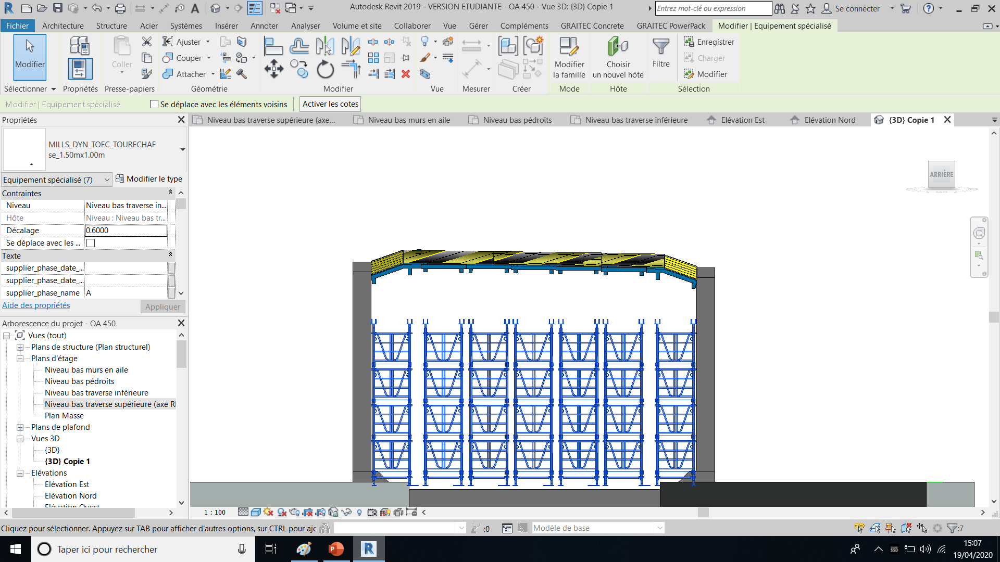 Autodesk Revit 2019 - VERSION ETUDIANTE - OA 450 - Vue 3D: {3D} Copie 1
Entrez mot-clé ou expression
Se connecter
Fichier Architecture Structure Acier Systèmes Insérer Annoter Analyser Volume et site Collaborer Vue Gérer Compléments GRAITEC Concrete GRAITEC PowerPack Modifier | Equipement spécialisé
Modifier
Coller
Ajuster
Couper
Attacher
Modifier
la famille
Choisir
un nouvel hôte
Filtre
Enregistrer
Charger
Modifier
Sélectionner Propriétés Presse-papiers Géométrie Modifier Vue Mesurer Créer Mode Hôte Sélection
Modifier | Equipement spécialisé
Se déplace avec les éléments voisins
Activer les cotes
Propriétés
Niveau bas traverse supérieure (axe...
Niveau bas murs en aile
Niveau bas pédroits
Niveau bas traverse inférieure
Elévation Est
Elévation Nord
{3D} Copie 1
MILLS_DYN_TOEC_TOURECHAF
se_1.50mx1.00m
Equipement spécialisé (7)
Modifier le type
Contraintes
Niveau Niveau bas traverse in...
Hôte Niveau : Niveau bas tr...
Décalage 0.6000
Se déplace avec les ...
Texte
supplier_phase_date_...
supplier_phase_date_...
supplier_phase_name A
Aide des propriétés
Appliquer
ARRIÈRE
Arborescence du projet - OA 450
Vues (tout)
Plans de structure (Plan structurel)
Plans d'étage
Niveau bas murs en aile
Niveau bas pédroits
Niveau bas traverse inférieure
Niveau bas traverse supérieure (axe R
Plan Masse
Plans de plafond
Vues 3D
{3D}
{3D} Copie 1
Elévations
Elévation Est
Elévation Nord
Elévation Ouest
1 : 100
Cliquez pour sélectionner. Appuyez sur TAB pour afficher d'autres options, sur CTRL pour ajo
:0
Modèle de base
:7
Taper ici pour rechercher
SSD
15:07
19/04/2020